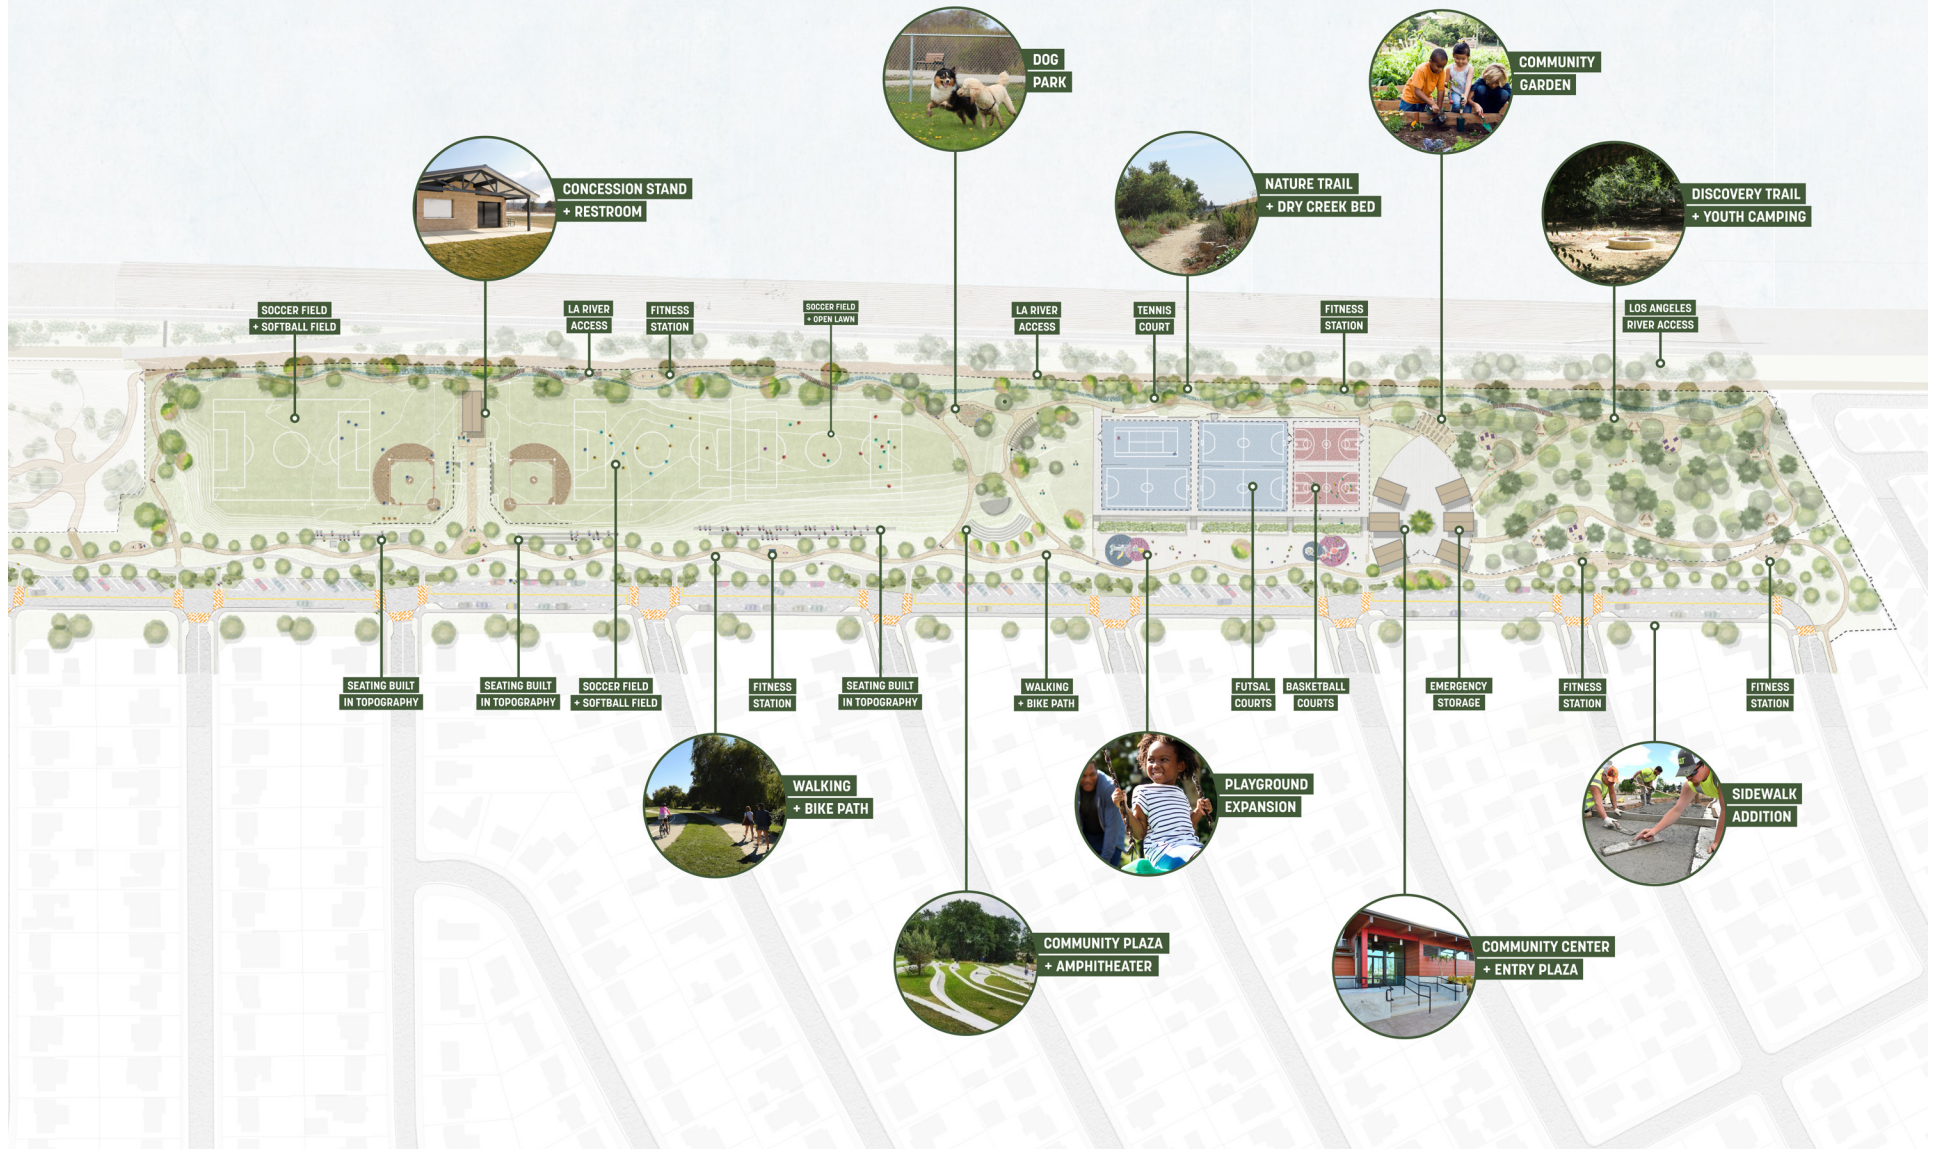 DOG
PARK
COMMUNITY
GARDEN
CONCESSION STAND
+ RESTROOM
NATURE TRAIL
+ DRY CREEK BED
DISCOVERY TRAIL
+ YOUTH CAMPING
SOCCER FIELD
+ SOFTBALL FIELD
LA RIVER
ACCESS
FITNESS
STATION
SOCCER FIELD
+ OPEN LAWN
LA RIVER
ACCESS
TENNIS
COURT
FITNESS
STATION
LOS ANGELES
RIVER ACCESS
SEATING BUILT
IN TOPOGRAPHY
SEATING BUILT
IN TOPOGRAPHY
SOCCER FIELD
+ SOFTBALL FIELD
FITNESS
STATION
SEATING BUILT
IN TOPOGRAPHY
WALKING
+ BIKE PATH
FUTSAL
COURTS
BASKETBALL
COURTS
EMERGENCY
STORAGE
FITNESS
STATION
FITNESS
STATION
WALKING
+ BIKE PATH
PLAYGROUND
EXPANSION
SIDEWALK
ADDITION
COMMUNITY PLAZA
+ AMPHITHEATER
COMMUNITY CENTER
+ ENTRY PLAZA